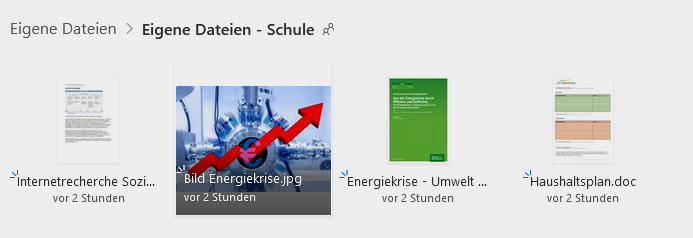 Eigene Dateien > Eigene Dateien - Schule
Internetrecherche Sozi...
vor 2 Stunden
Bild Energiekrise.jpg
vor 2 Stunden
Energiekrise - Umwelt ...
vor 2 Stunden
Haushaltsplan.doc
vor 2 Stunden